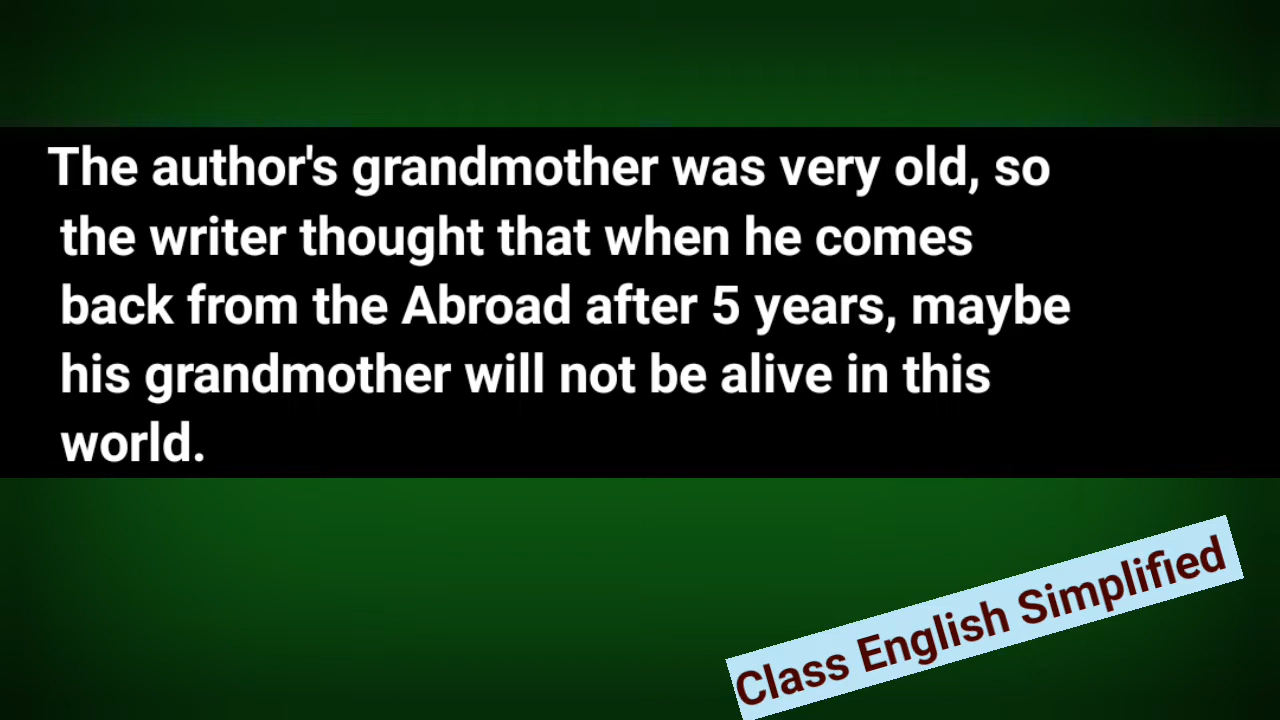 The author's grandmother was very old, so
the writer thought that when he comes
back from the Abroad after 5 years, maybe
his grandmother will not be alive in this
world.
Class English Simplified